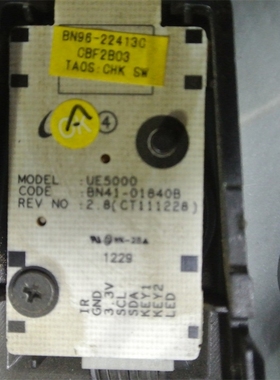 BN96-22413C
CBF2B03
TAOS:CHK SW
OK
4
MODEL :UE5000
CODE :BN41-01840B
REV NO :2.8(CT111228)
1229
IR
GND
3.3V
SCL
SDA
KEY1
KEY2
LED